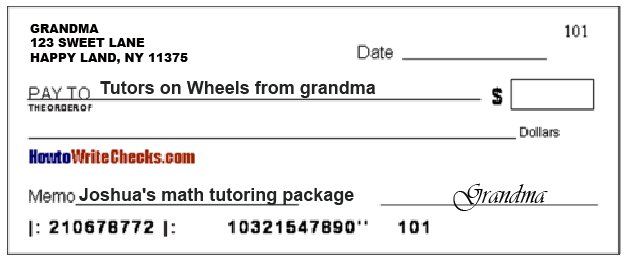 GRANDMA
101
123 SWEET LANE
HAPPY LAND, NY 11375
Date
PAY TO Tutors on Wheels from grandma $
THE ORDER OF
Dollars
HowtoWriteChecks.com
Memo Joshua's math tutoring package Grandma
|: 210678772 |: 10321547890" 101